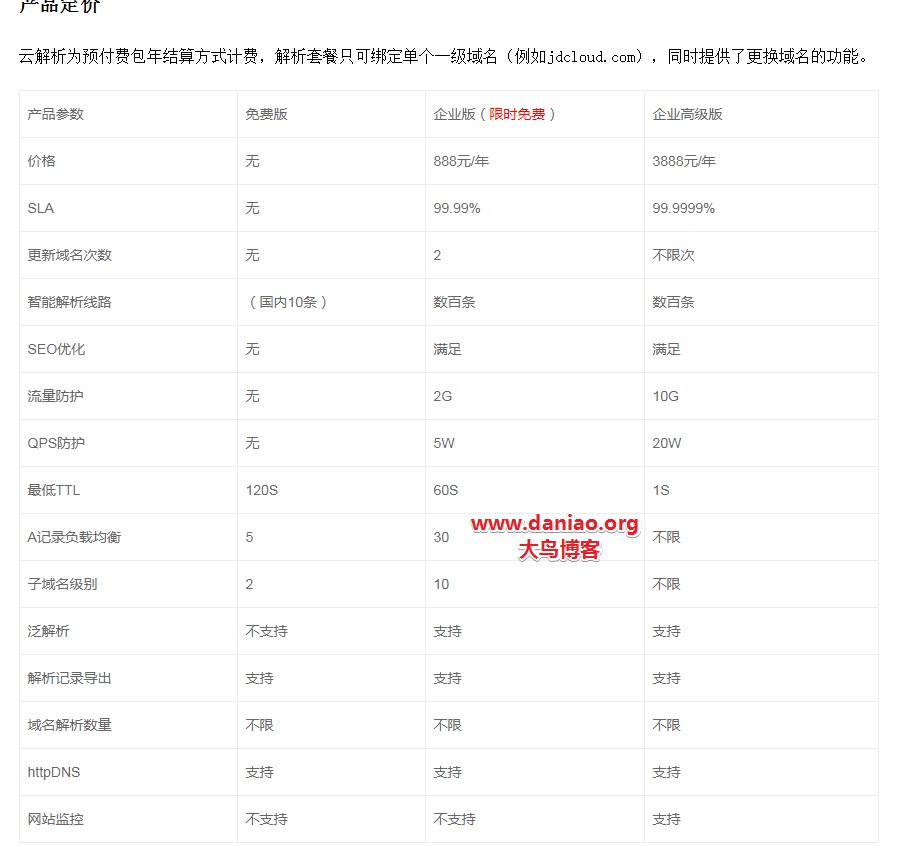 产品定价
云解析为预付费包年结算方式计费，解析套餐只可绑定单个一级域名（例如jdcloud.com），同时提供了更换域名的功能。
产品参数 免费版 企业版（限时免费） 企业高级版
价格 无 888元/年 3888元/年
SLA 无 99.99% 99.9999%
更新域名次数 无 2 不限次
智能解析线路 （国内10条） 数百条 数百条
SEO优化 无 满足 满足
流量防护 无 2G 10G
QPS防护 无 5W 20W
最低TTL 120S 60S 1S
www.daniao.org
A记录负载均衡 5 30 不限
大鸟博客
子域名级别 2 10 不限
泛解析 不支持 支持 支持
解析记录导出 支持 支持 支持
域名解析数量 不限 不限 不限
httpDNS 支持 支持 支持
网站监控 不支持 不支持 支持